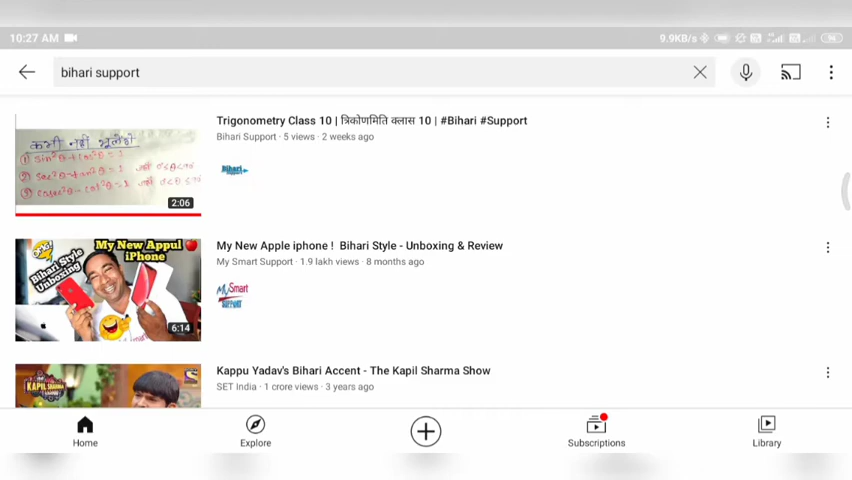 10:27 AM
9.9KB/s
bihari support
Trigonometry Class 10 | त्रिकोणमिति क्लास 10 | #Bihari #Support
Bihari Support · 5 views · 2 weeks ago
कभी नहीं भूलोगे
2:06
Bihari
Support
My New Apple iphone ! Bihari Style - Unboxing & Review
My Smart Support · 1.9 lakh views · 8 months ago
My New Appul
iPhone
Bihari Style
Unboxing
6:14
My Smart
Support
Kappu Yadav's Bihari Accent - The Kapil Sharma Show
SET India · 1 crore views · 3 years ago
KAPIL SHARMA
Home
Explore
Subscriptions
Library